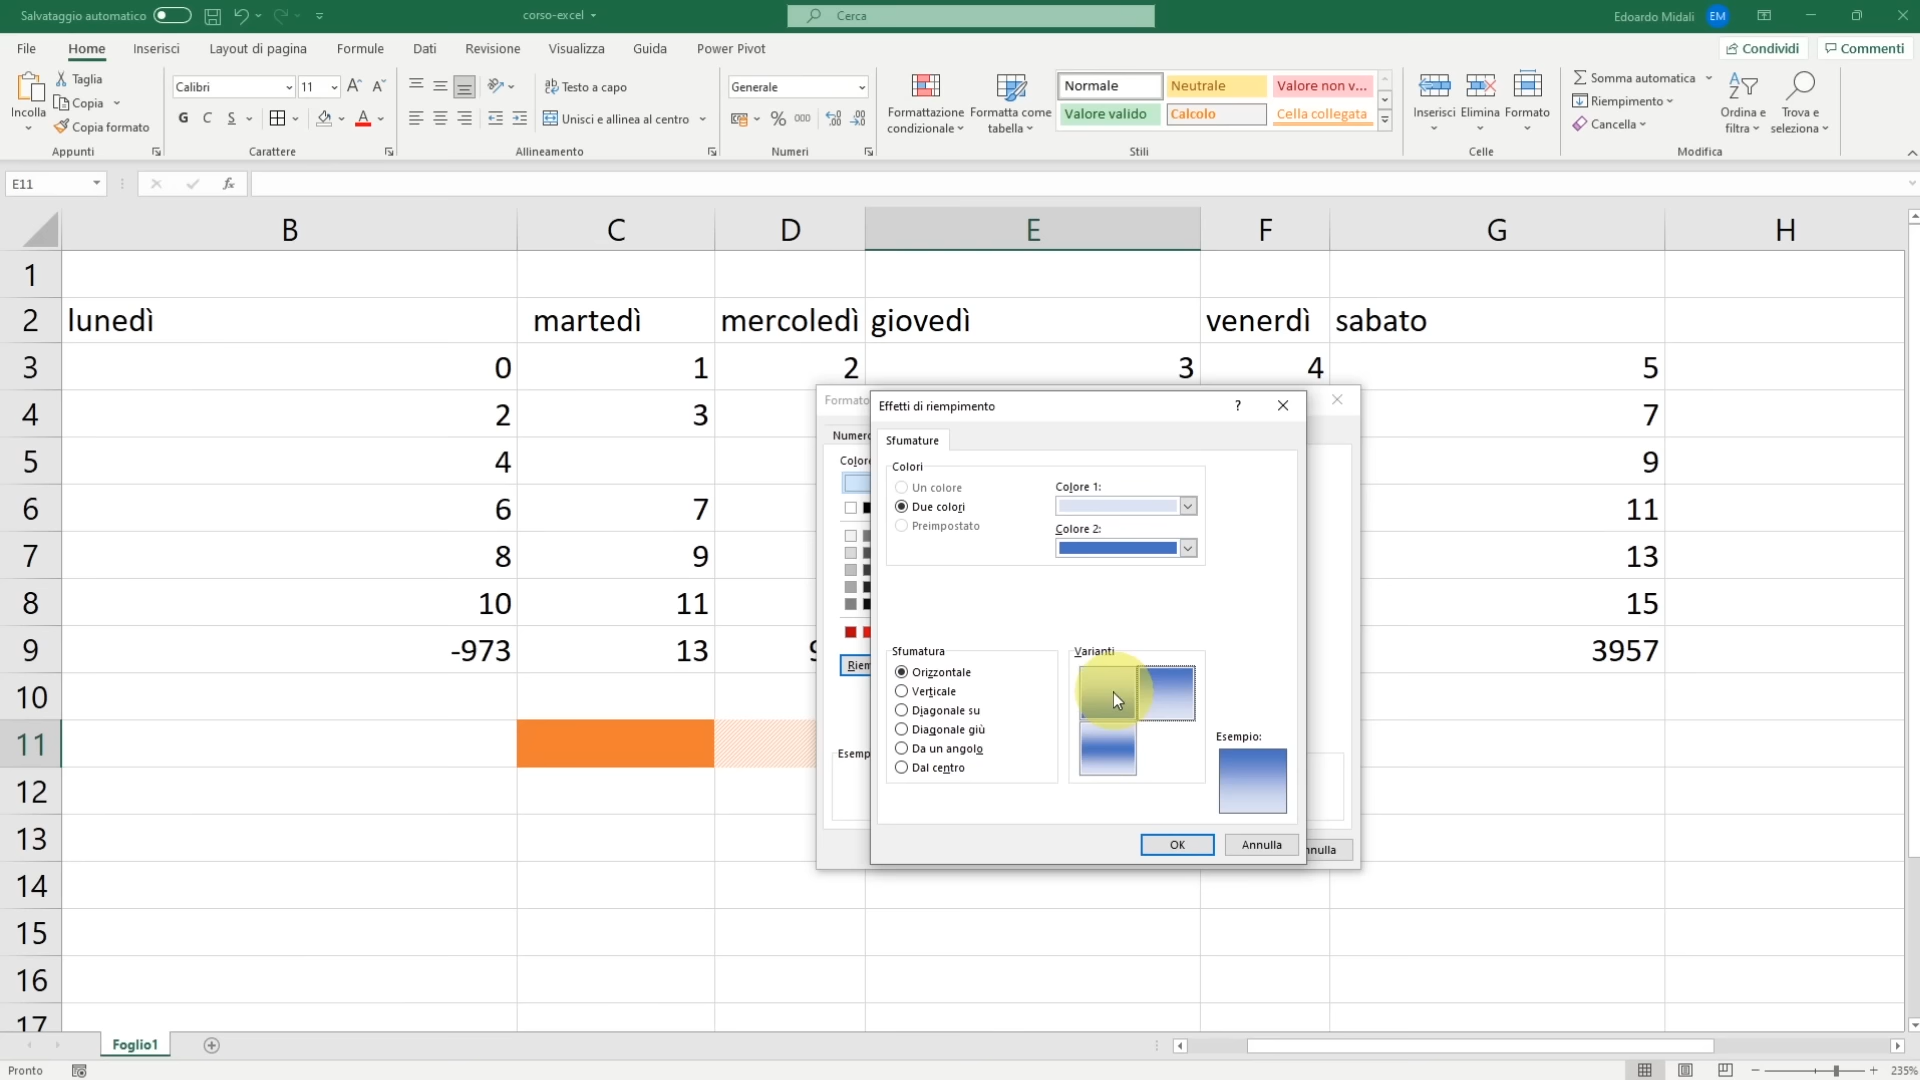 Salvataggio automatico
corso-excel
Cerca
Edoardo Midali EM
File Home Inserisci Layout di pagina Formule Dati Revisione Visualizza Guida Power Pivot Condividi Commenti
Incolla
Taglia
Copia
Copia formato
Appunti
Calibri 11
G C S
Carattere
Testo a capo
Unisci e allinea al centro
Allineamento
Generale
% 000
Numeri
Formattazione condizionale
Formatta come tabella
Normale Neutrale Valore non v...
Valore valido Calcolo Cella collegata
Stili
Inserisci Elimina Formato
Celle
Somma automatica
Riempimento
Cancella
Ordina e filtra
Trova e seleziona
Modifica
E11 fx
B C D E F G H
1
2 lunedì martedì mercoledì giovedì venerdì sabato
3 0 1 2 3 4 5
4 2 3 7
5 4 9
6 6 7 11
7 8 9 13
8 10 11 15
9 -973 13 3957
10
11
12
13
14
15
16
17
Formato
Numero
Colore
Riem
Esemp
nnulla
Effetti di riempimento ?
Sfumature
Colori
Un colore
Due colori
Preimpostato
Colore 1:
Colore 2:
Sfumatura
Orizzontale
Verticale
Diagonale su
Diagonale giù
Da un angolo
Dal centro
Varianti
Esempio:
OK Annulla
Foglio1
Pronto
235%